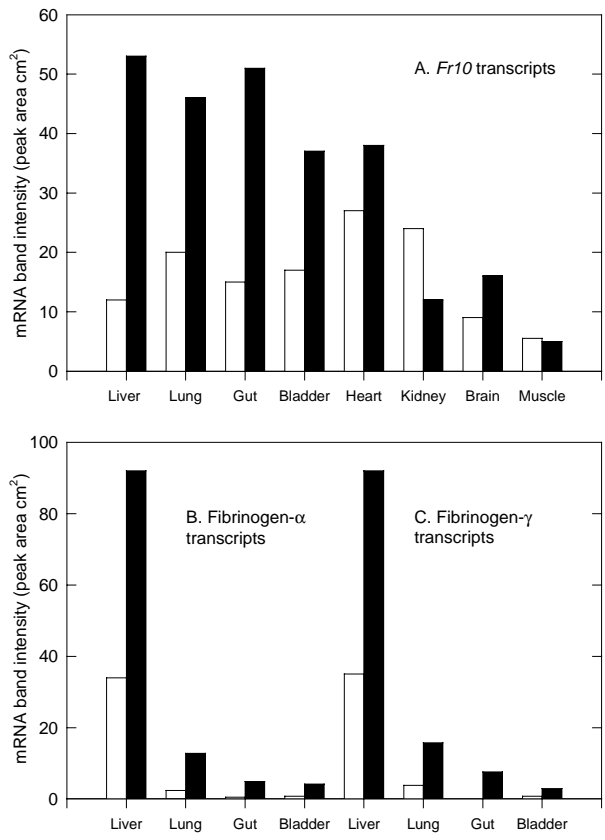 60
50
40
30
20
10
0
mRNA band intensity (peak area cm²)
A. Fr10 transcripts
Liver Lung Gut Bladder Heart Kidney Brain Muscle
100
80
60
40
20
0
mRNA band intensity (peak area cm²)
B. Fibrinogen-α
transcripts
C. Fibrinogen-γ
transcripts
Liver Lung Gut Bladder Liver Lung Gut Bladder